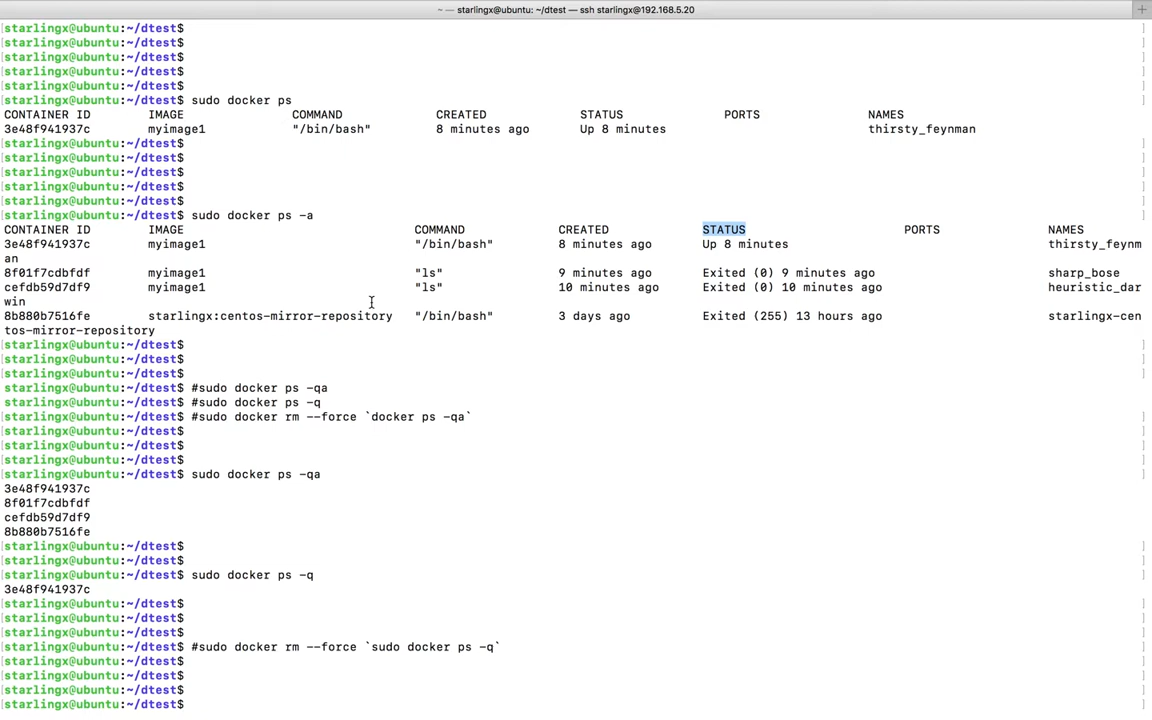 ~ — starlingx@ubuntu: ~/dtest — ssh starlingx@192.168.5.20
starlingx@ubuntu:~/dtest$
starlingx@ubuntu:~/dtest$
starlingx@ubuntu:~/dtest$
starlingx@ubuntu:~/dtest$
starlingx@ubuntu:~/dtest$
starlingx@ubuntu:~/dtest$ sudo docker ps
CONTAINER ID IMAGE COMMAND CREATED STATUS PORTS NAMES
3e48f941937c myimage1 "/bin/bash" 8 minutes ago Up 8 minutes thirsty_feynman
starlingx@ubuntu:~/dtest$
starlingx@ubuntu:~/dtest$
starlingx@ubuntu:~/dtest$
starlingx@ubuntu:~/dtest$
starlingx@ubuntu:~/dtest$
starlingx@ubuntu:~/dtest$ sudo docker ps -a
CONTAINER ID IMAGE COMMAND CREATED STATUS PORTS NAMES
3e48f941937c myimage1 "/bin/bash" 8 minutes ago Up 8 minutes thirsty_feynm
an
8f01f7cdbfdf myimage1 "ls" 9 minutes ago Exited (0) 9 minutes ago sharp_bose
cefdb59d7df9 myimage1 "ls" 10 minutes ago Exited (0) 10 minutes ago heuristic_dar
win
8b880b7516fe starlingx:centos-mirror-repository "/bin/bash" 3 days ago Exited (255) 13 hours ago starlingx-cen
tos-mirror-repository
starlingx@ubuntu:~/dtest$
starlingx@ubuntu:~/dtest$
starlingx@ubuntu:~/dtest$
starlingx@ubuntu:~/dtest$ #sudo docker ps -qa
starlingx@ubuntu:~/dtest$ #sudo docker ps -q
starlingx@ubuntu:~/dtest$ #sudo docker rm --force `docker ps -qa`
starlingx@ubuntu:~/dtest$
starlingx@ubuntu:~/dtest$
starlingx@ubuntu:~/dtest$
starlingx@ubuntu:~/dtest$ sudo docker ps -qa
3e48f941937c
8f01f7cdbfdf
cefdb59d7df9
8b880b7516fe
starlingx@ubuntu:~/dtest$
starlingx@ubuntu:~/dtest$
starlingx@ubuntu:~/dtest$ sudo docker ps -q
3e48f941937c
starlingx@ubuntu:~/dtest$
starlingx@ubuntu:~/dtest$
starlingx@ubuntu:~/dtest$
starlingx@ubuntu:~/dtest$ #sudo docker rm --force `sudo docker ps -q`
starlingx@ubuntu:~/dtest$
starlingx@ubuntu:~/dtest$
starlingx@ubuntu:~/dtest$
starlingx@ubuntu:~/dtest$